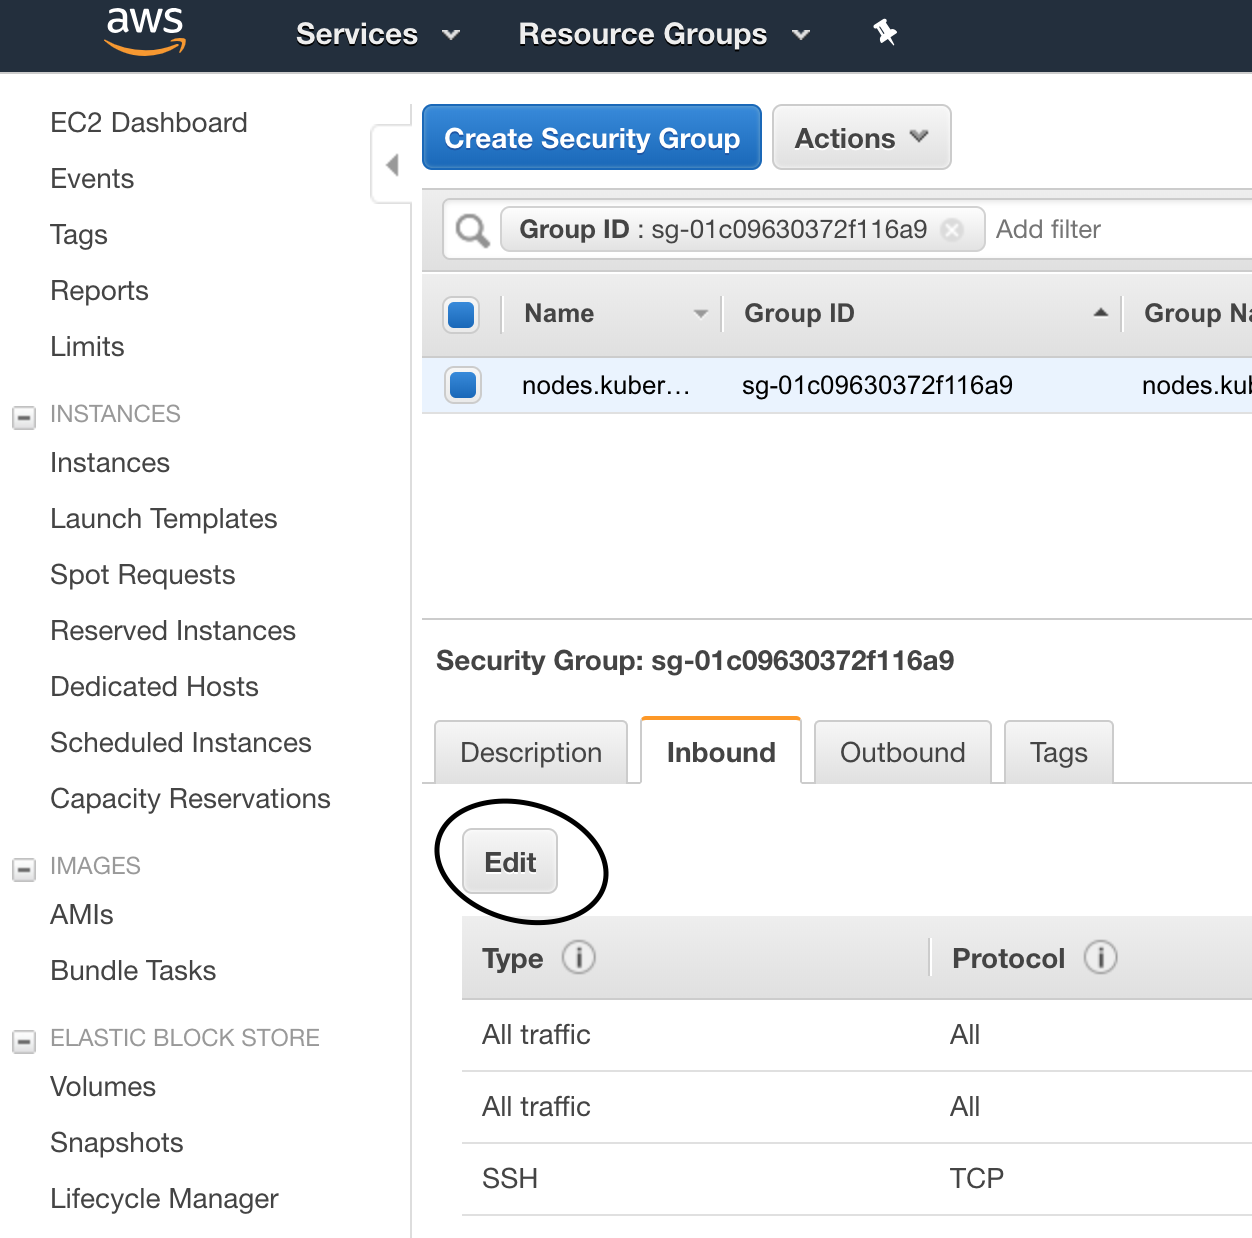 aws Services Resource Groups
EC2 Dashboard
Events
Tags
Reports
Limits
INSTANCES
Instances
Launch Templates
Spot Requests
Reserved Instances
Dedicated Hosts
Scheduled Instances
Capacity Reservations
IMAGES
AMIs
Bundle Tasks
ELASTIC BLOCK STORE
Volumes
Snapshots
Lifecycle Manager
Create Security Group Actions
Group ID : sg-01c09630372f116a9 Add filter
Name Group ID Group Na
nodes.kuber... sg-01c09630372f116a9 nodes.kub
Security Group: sg-01c09630372f116a9
Description Inbound Outbound Tags
Edit
Type i Protocol i
All traffic All
All traffic All
SSH TCP